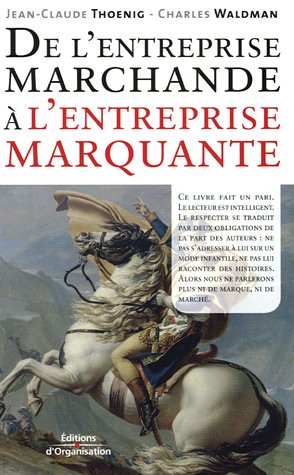 JEAN-CLAUDE THOENIG - CHARLES WALDMAN
DE L'ENTREPRISE
MARCHANDE
À L'ENTREPRISE
MARQUANTE
CE LIVRE FAIT UN PARI.
LE LECTEUR EST INTELLIGENT.
LE RESPECTER SE TRADUIT
PAR DEUX OBLIGATIONS DE
LA PART DES AUTEURS : NE
PAS S'ADRESSER À LUI SUR UN
MODE INFANTILE, NE PAS LUI
RACONTER DES HISTOIRES.
ALORS NOUS NE PARLERONS
PLUS NI DE MARQUE, NI DE
MARCHÉ.
Éditions
d'Organisation